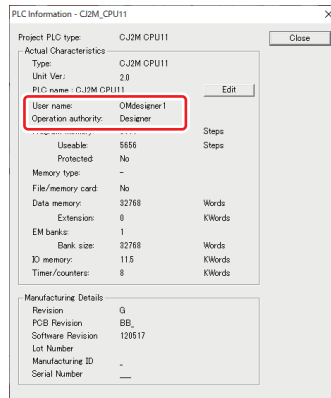 PLC Information - CJ2M_CPU11
Project PLC type: CJ2M CPU11 Close
Actual Characteristics
Type: CJ2M CPU11
Unit Ver.: 2.0
PLC name : CJ2M CPU11 Edit
User name: OMdesigner1
Operation authority: Designer
Steps
Useable: 5656 Steps
Protected: No
Memory type: -
File/memory card: No
Data memory: 32768 Words
Extension: 0 KWords
EM banks: 1
Bank size: 32768 Words
IO memory: 11.5 KWords
Timer/counters: 8 KWords
Manufacturing Details
Revision G
PCB Revision BB_
Software Revision 120517
Lot Number
Manufacturing ID _
Serial Number __